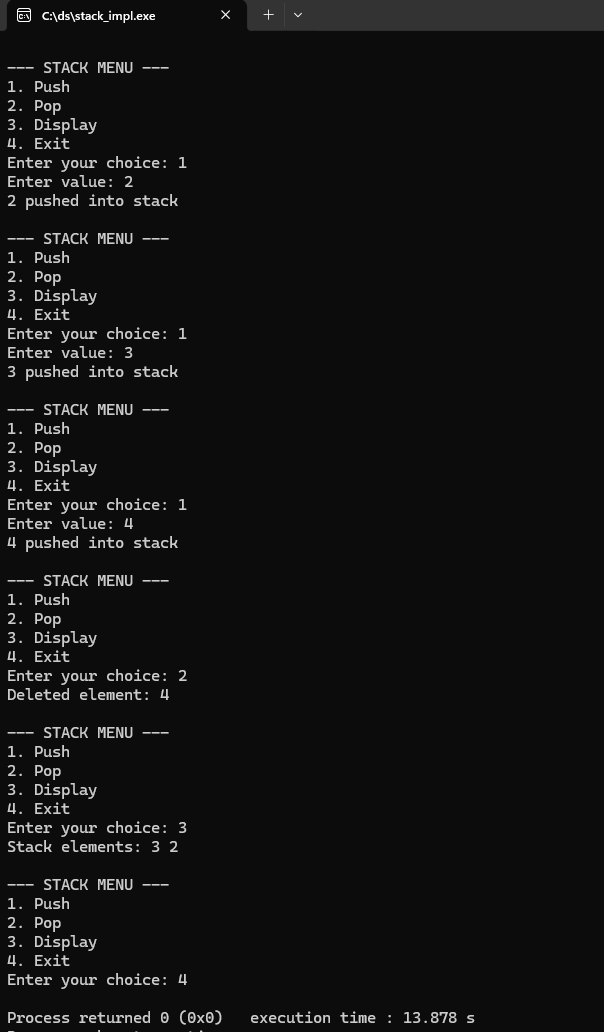 C:\ds\stack_impl.exe
--- STACK MENU ---
1. Push
2. Pop
3. Display
4. Exit
Enter your choice: 1
Enter value: 2
2 pushed into stack
--- STACK MENU ---
1. Push
2. Pop
3. Display
4. Exit
Enter your choice: 1
Enter value: 3
3 pushed into stack
--- STACK MENU ---
1. Push
2. Pop
3. Display
4. Exit
Enter your choice: 1
Enter value: 4
4 pushed into stack
--- STACK MENU ---
1. Push
2. Pop
3. Display
4. Exit
Enter your choice: 2
Deleted element: 4
--- STACK MENU ---
1. Push
2. Pop
3. Display
4. Exit
Enter your choice: 3
Stack elements: 3 2
--- STACK MENU ---
1. Push
2. Pop
3. Display
4. Exit
Enter your choice: 4
Process returned 0 (0x0)   execution time : 13.878 s